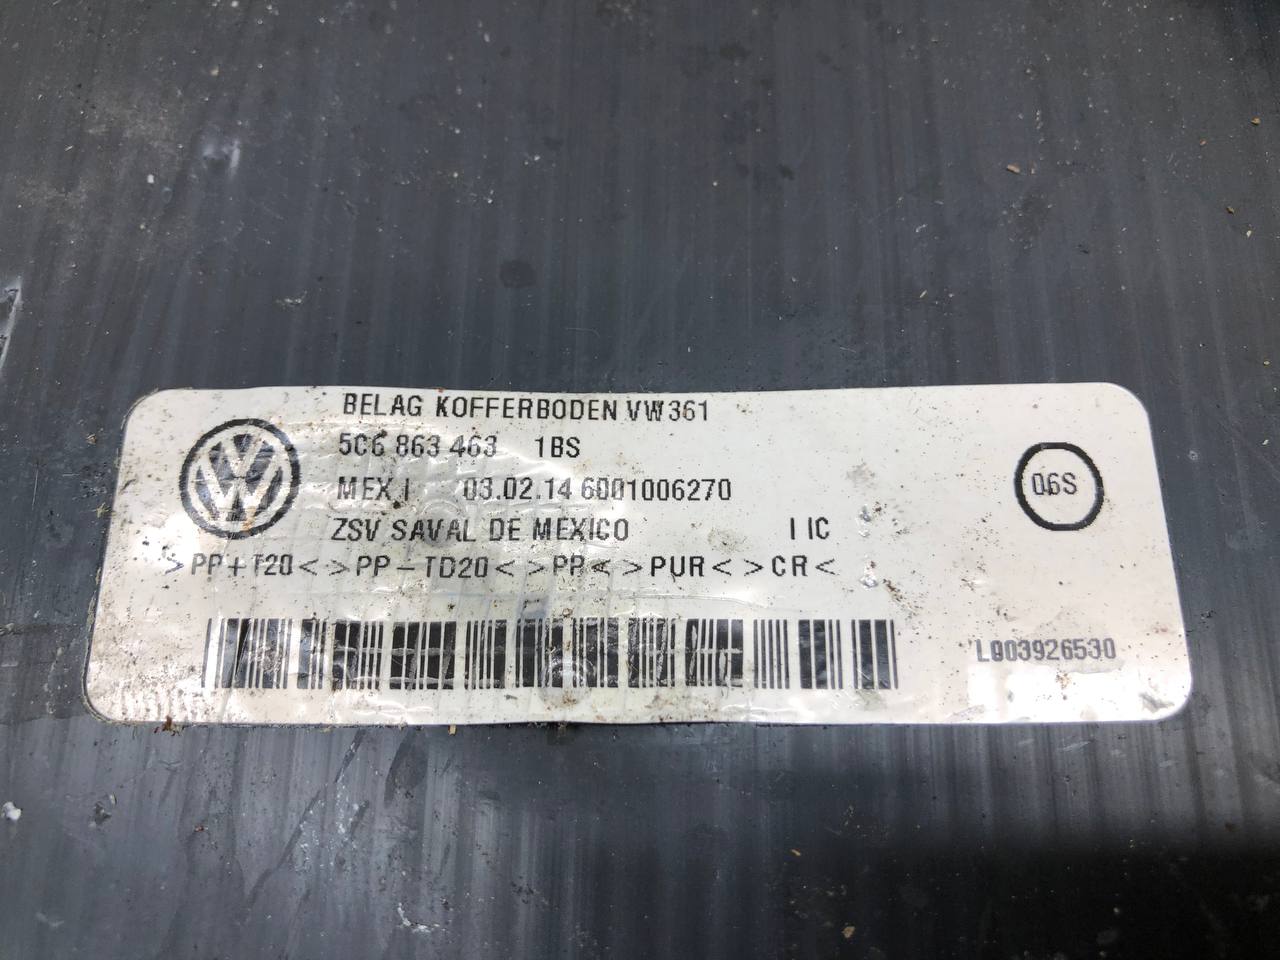 BELAG KOFFERBODEN VW361
5C6 863 463 1BS
MEX I 03.02.14 6001006270
06S
ZSV SAVAL DE MEXICO I IC
>PP+T20< >PP-TD20< >PP< >PUR< >CR<
L003926530